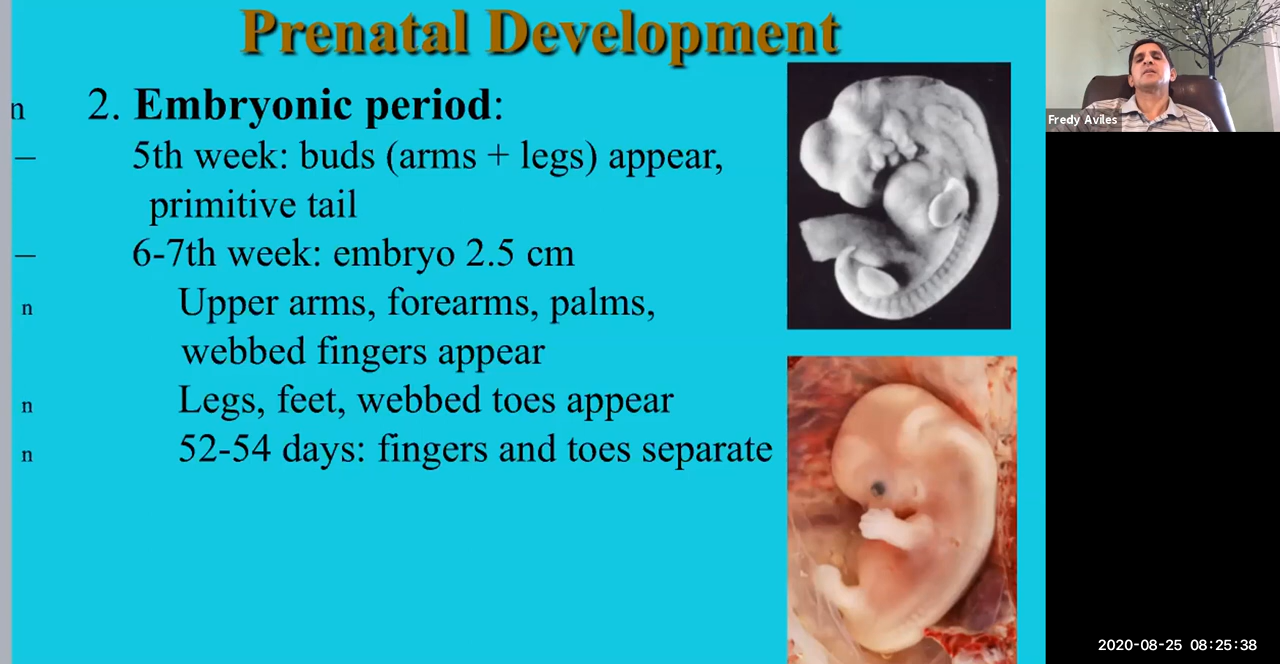 Prenatal Development
n 2. Embryonic period:
– 5th week: buds (arms + legs) appear,
primitive tail
– 6-7th week: embryo 2.5 cm
n Upper arms, forearms, palms,
webbed fingers appear
n Legs, feet, webbed toes appear
n 52-54 days: fingers and toes separate
Fredy Aviles
2020-08-25 08:25:38